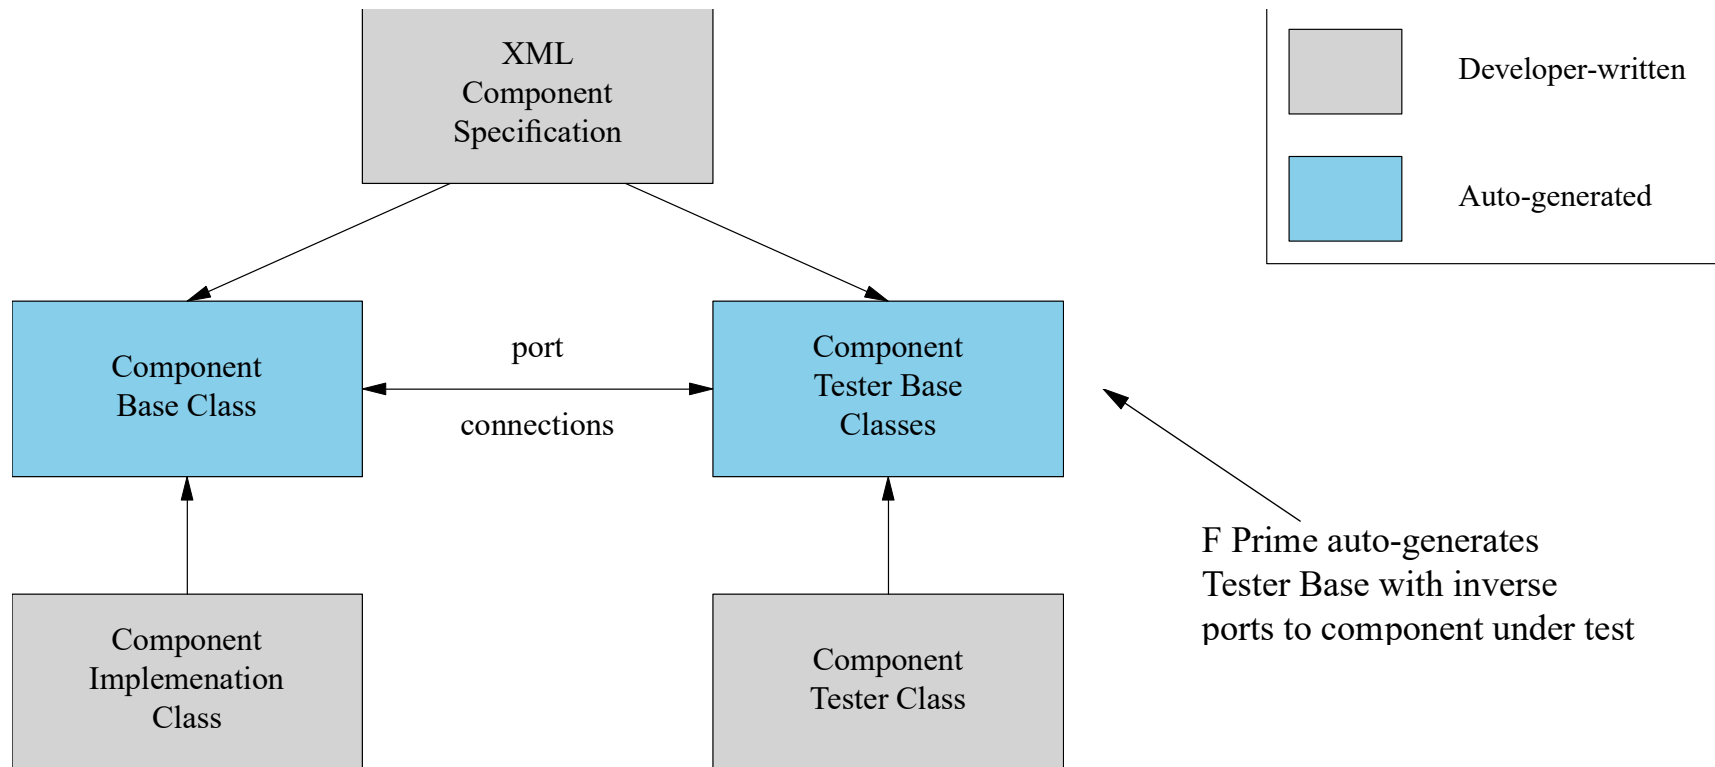 XML
Component
Specification
Developer-written
Auto-generated
Component
Base Class
port
connections
Component
Tester Base
Classes
F Prime auto-generates
Tester Base with inverse
ports to component under test
Component
Implemenation
Class
Component
Tester Class